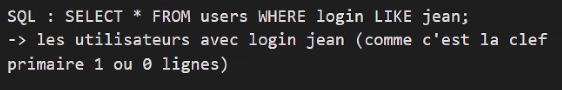 SQL : SELECT * FROM users WHERE login LIKE jean;
-> les utilisateurs avec login jean (comme c'est la clef
primaire 1 ou 0 lignes)